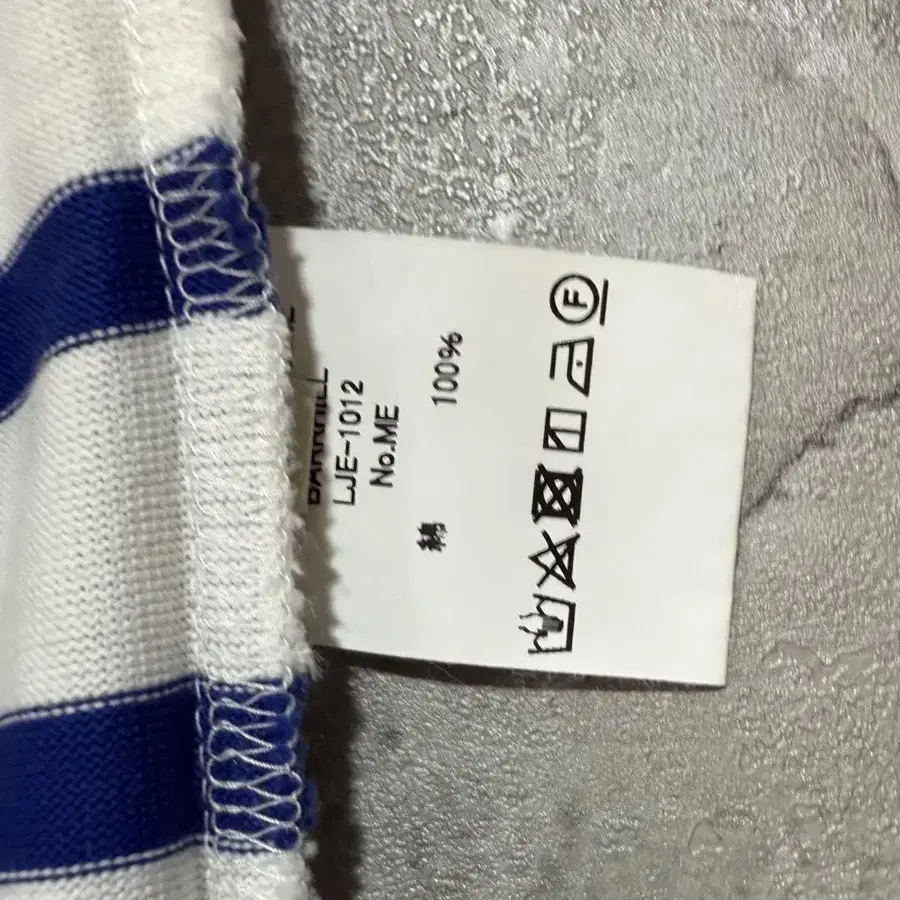 LJE-1012
No.ME
綿 100%
F